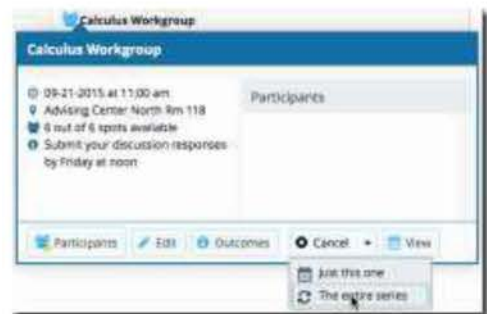 Calculus Workgroup
Calculus Workgroup
09-21-2015 at 11:00 am
Advising Center North Rm 118
6 out of 6 spots available
Submit your discussion responses
by Friday at noon
Participants
Participants
Edit
Outcomes
Cancel
View
Just this one
The entire series